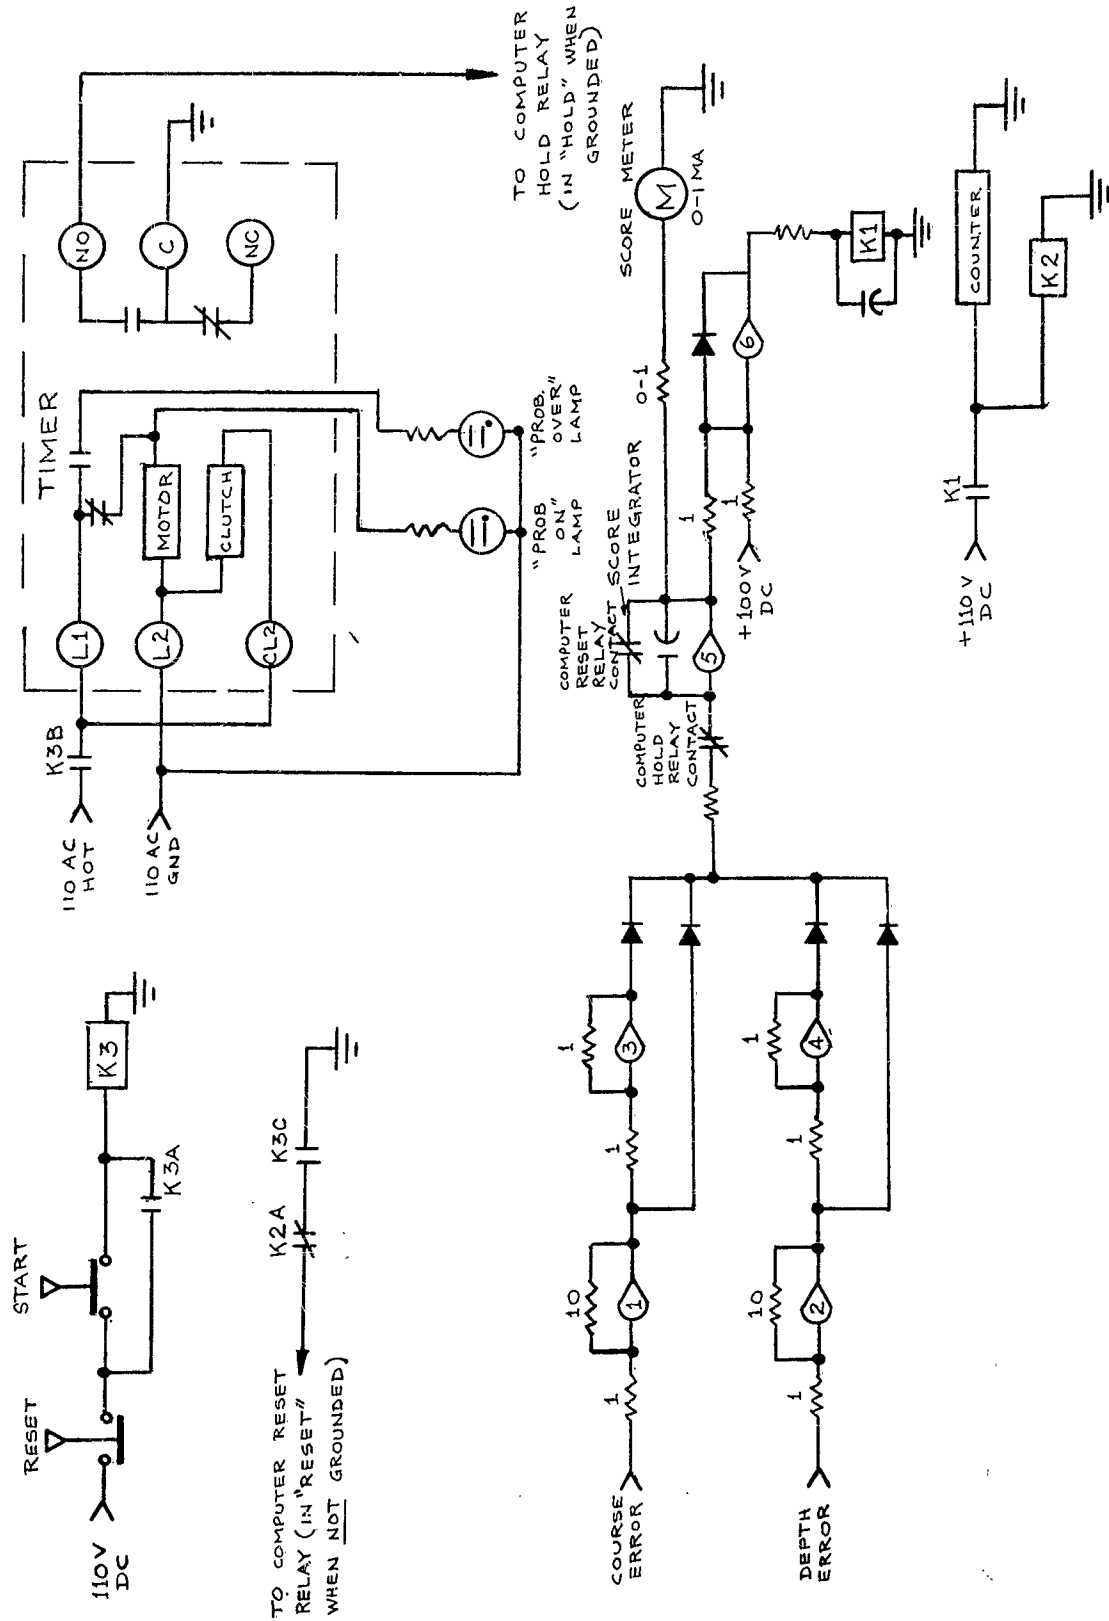 RESET
START
110V
DC
K3
K3A
TO COMPUTER RESET
RELAY (IN "RESET"
WHEN NOT GROUNDED)
K2A
K3C
110 AC
HOT
110 AC
GND
K3B
L1
L2
CL2
TIMER
MOTOR
CLUTCH
NO
C
NC
"PROB
ON"
LAMP
"PROB.
OVER"
LAMP
TO COMPUTER
HOLD RELAY
(IN "HOLD" WHEN
GROUNDED)
COURSE
ERROR
1
10
1
1
1
3
DEPTH
ERROR
1
10
2
1
1
4
COMPUTER
HOLD
RELAY
CONTACT
COMPUTER
RESET
RELAY
CONTACT
SCORE
INTEGRATOR
5
1
0-1
SCORE METER
M
0-1 MA
+100V
DC
1
6
K1
+110V
DC
K1
COUNTER
K2